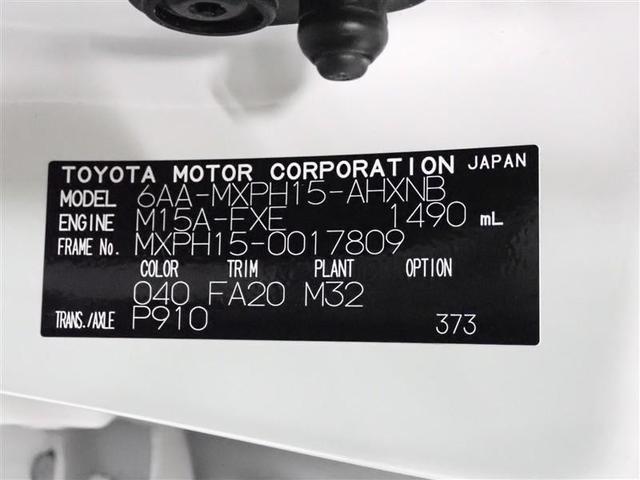 TOYOTA MOTOR CORPORATION JAPAN
MODEL 6AA-MXPH15-AHXNB
ENGINE M15A-FXE 1490 mL
FRAME No. MXPH15-0017809
COLOR TRIM PLANT OPTION
040 FA20 M32
TRANS./AXLE P910 373